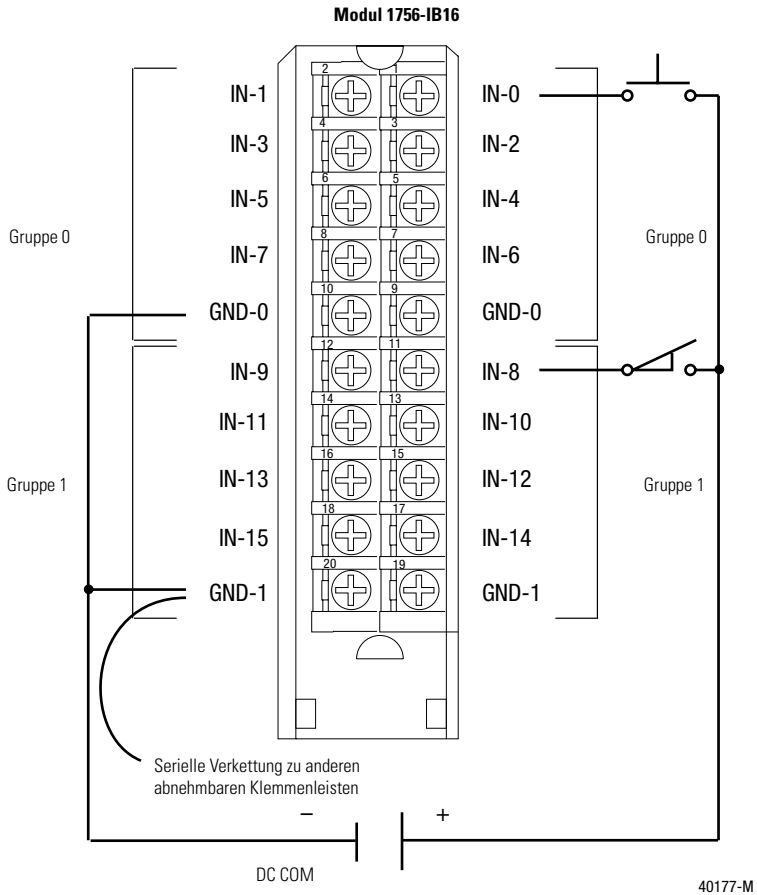 Modul 1756-IB16
2 1
IN-1 IN-0
4 3
IN-3 IN-2
6 5
IN-5 IN-4
Gruppe 0 Gruppe 0
8 7
IN-7 IN-6
10 9
GND-0 GND-0
12 11
IN-9 IN-8
14 13
IN-11 IN-10
16 15
IN-13 IN-12
Gruppe 1 Gruppe 1
18 17
IN-15 IN-14
20 19
GND-1 GND-1
Serielle Verkettung zu anderen
abnehmbaren Klemmenleisten
– +
DC COM
40177-M